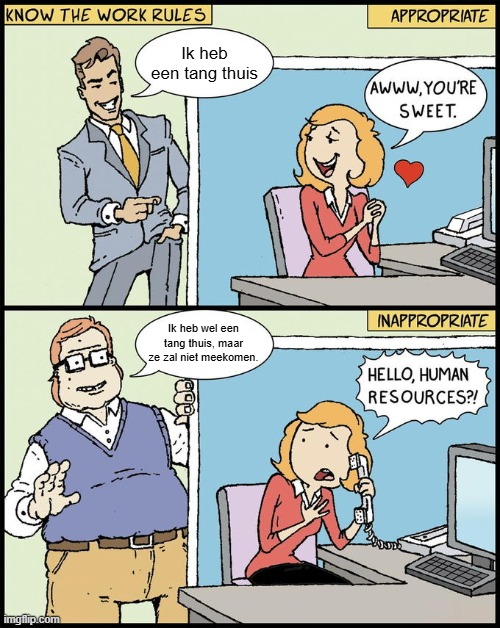 KNOW THE WORK RULES
APPROPRIATE
Ik heb
een tang thuis
AWWW, YOU'RE
SWEET.
INAPPROPRIATE
Ik heb wel een
tang thuis, maar
ze zal niet meekomen.
HELLO, HUMAN
RESOURCES?!
imgflip.com